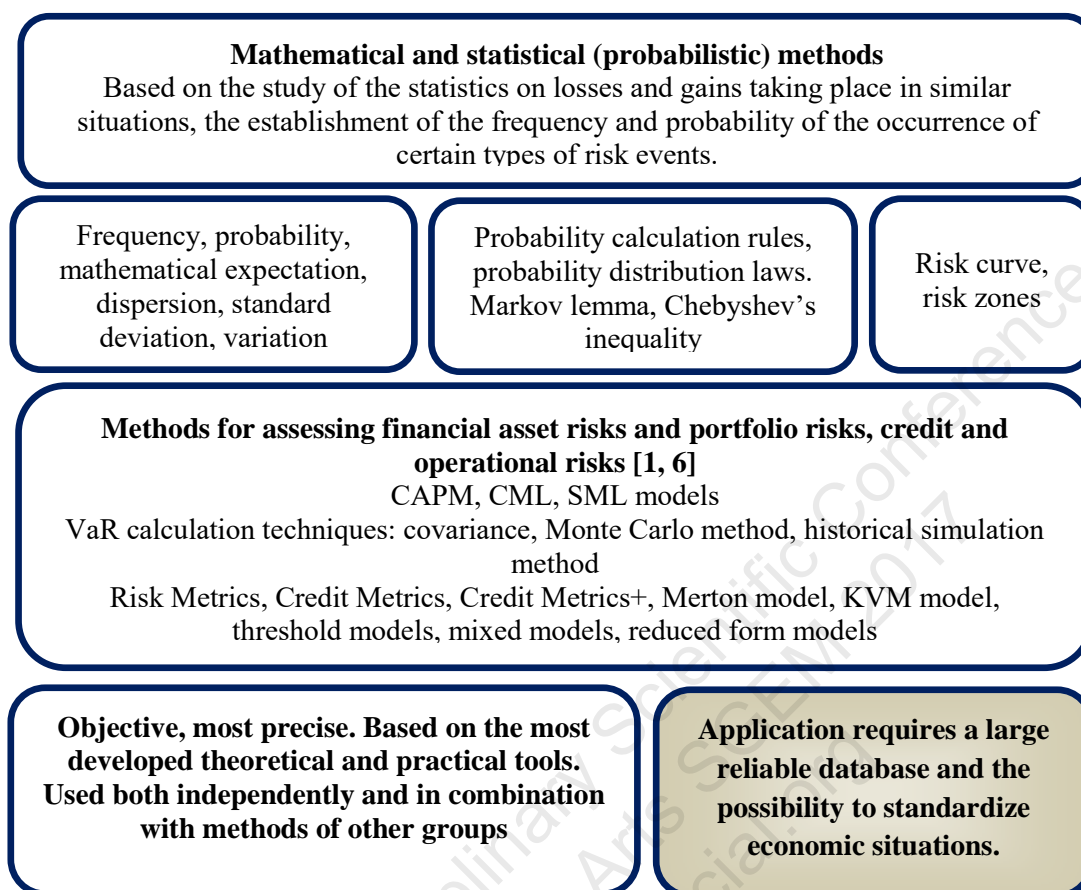 Mathematical and statistical (probabilistic) methods
Based on the study of the statistics on losses and gains taking place in similar
situations, the establishment of the frequency and probability of the occurrence of
certain types of risk events.
Frequency, probability,
mathematical expectation,
dispersion, standard
deviation, variation
Probability calculation rules,
probability distribution laws.
Markov lemma, Chebyshev's
inequality
Risk curve,
risk zones
Methods for assessing financial asset risks and portfolio risks, credit and
operational risks [1, 6]
CAPM, CML, SML models
VaR calculation techniques: covariance, Monte Carlo method, historical simulation
method
Risk Metrics, Credit Metrics, Credit Metrics+, Merton model, KVM model,
threshold models, mixed models, reduced form models
Objective, most precise. Based on the most
developed theoretical and practical tools.
Used both independently and in combination
with methods of other groups
Application requires a large
reliable database and the
possibility to standardize
economic situations.
Scientific Conference
Arts SGEM 2017